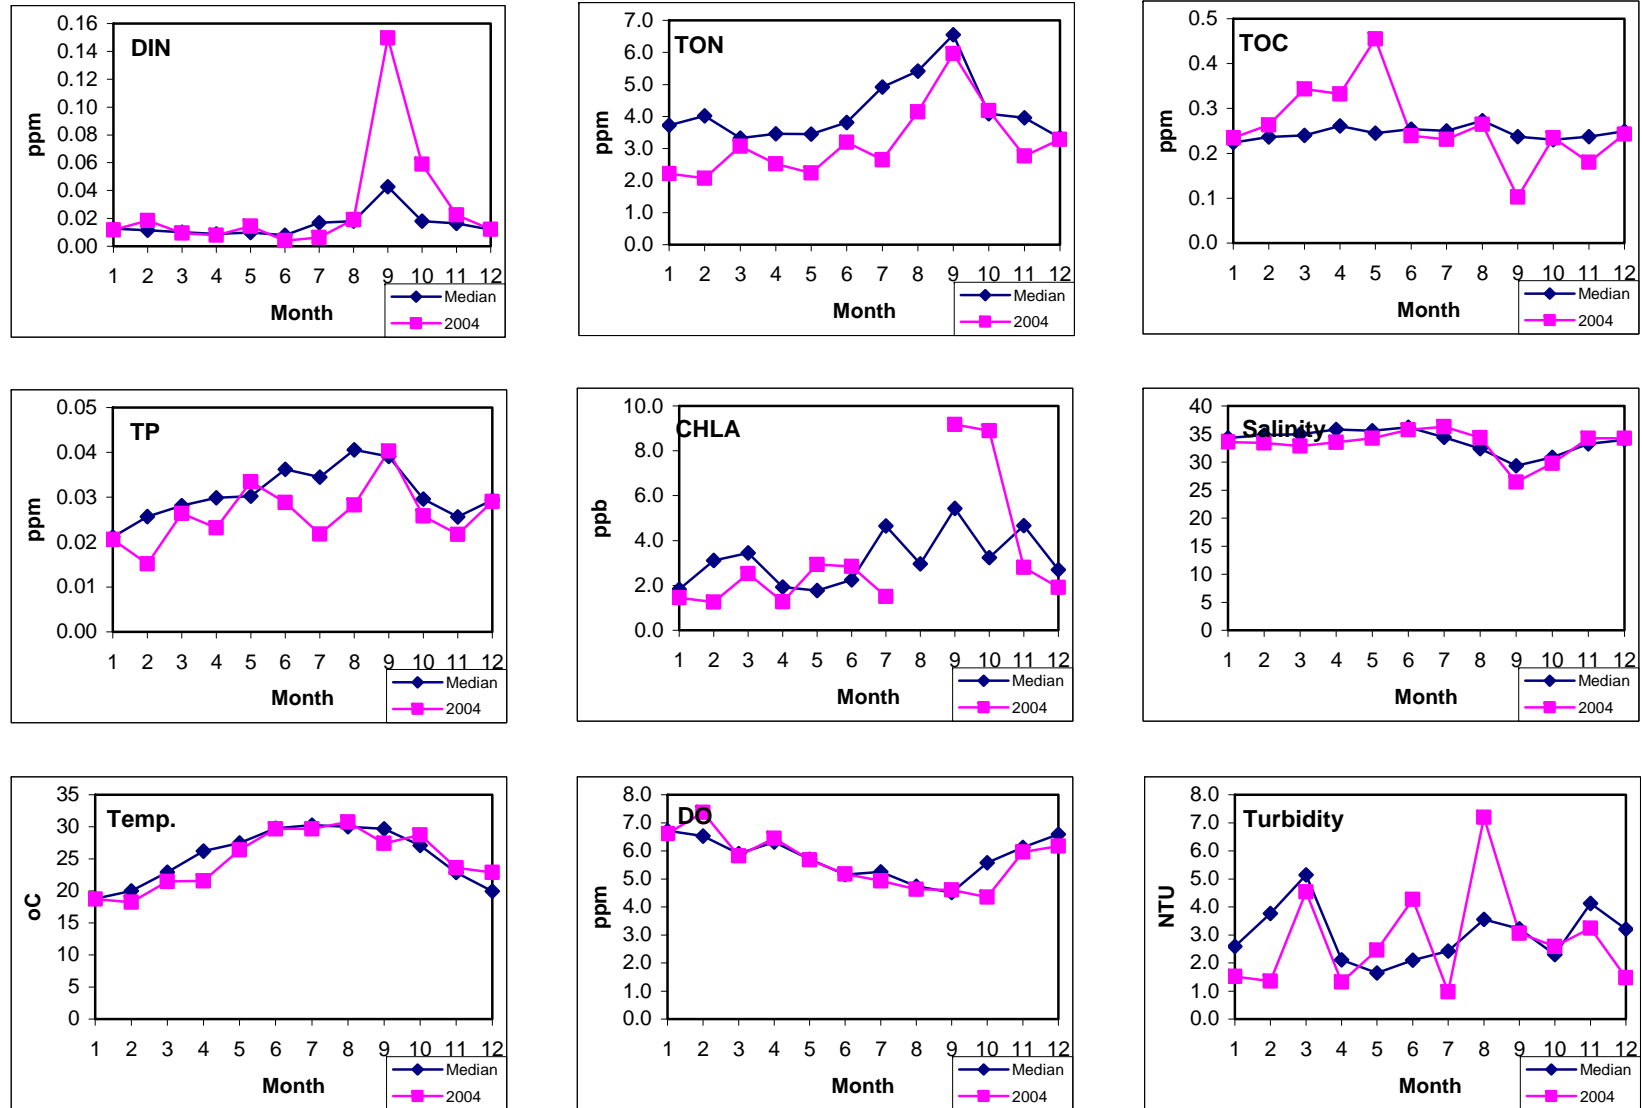 DIN
ppm
0.16
0.14
0.12
0.10
0.08
0.06
0.04
0.02
0.00
1 2 3 4 5 6 7 8 9 10 11 12
Month
Median
2004
TON
ppm
7.0
6.0
5.0
4.0
3.0
2.0
1.0
0.0
1 2 3 4 5 6 7 8 9 10 11 12
Month
Median
2004
TOC
ppm
0.5
0.4
0.3
0.2
0.1
0.0
1 2 3 4 5 6 7 8 9 10 11 12
Month
Median
2004
TP
ppm
0.05
0.04
0.03
0.02
0.01
0.00
1 2 3 4 5 6 7 8 9 10 11 12
Month
Median
2004
CHLA
ppb
10.0
8.0
6.0
4.0
2.0
0.0
1 2 3 4 5 6 7 8 9 10 11 12
Month
Median
2004
Salinity
40
35
30
25
20
15
10
5
0
1 2 3 4 5 6 7 8 9 10 11 12
Month
Median
2004
Temp.
oC
35
30
25
20
15
10
5
0
1 2 3 4 5 6 7 8 9 10 11 12
Month
Median
2004
DO
ppm
8.0
7.0
6.0
5.0
4.0
3.0
2.0
1.0
0.0
1 2 3 4 5 6 7 8 9 10 11 12
Month
Median
2004
Turbidity
NTU
8.0
7.0
6.0
5.0
4.0
3.0
2.0
1.0
0.0
1 2 3 4 5 6 7 8 9 10 11 12
Month
Median
2004